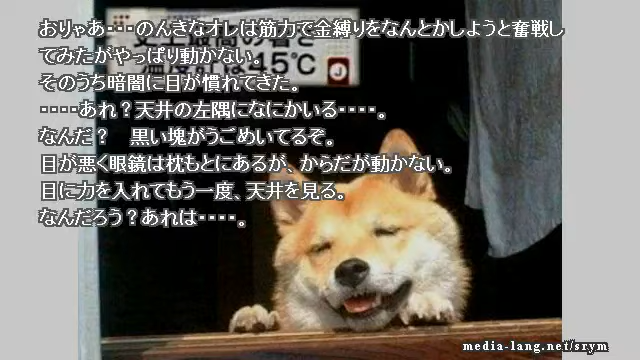 おりゃあ・・・のんきなオレは筋力で金縛りをなんとかしようと奮戦し
てみたがやっぱり動かない。
そのうち暗闇に目が慣れてきた。
・・・・あれ？天井の左隅になにかいる・・・・。
なんだ？　黒い塊がうごめいてるぞ。
目が悪く眼鏡は枕もとにあるが、からだが動かない。
目に力を入れてもう一度、天井を見る。
なんだろう？あれは・・・・。
media-lang.net/srym